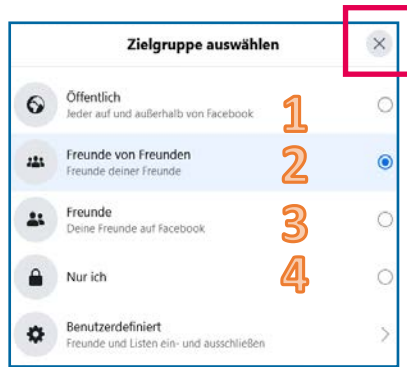 Zielgruppe auswählen
Öffentlich
Jeder auf und außerhalb von Facebook
1
Freunde von Freunden
Freunde deiner Freunde
2
Freunde
Deine Freunde auf Facebook
3
Nur ich
4
Benutzerdefiniert
Freunde und Listen ein- und ausschließen